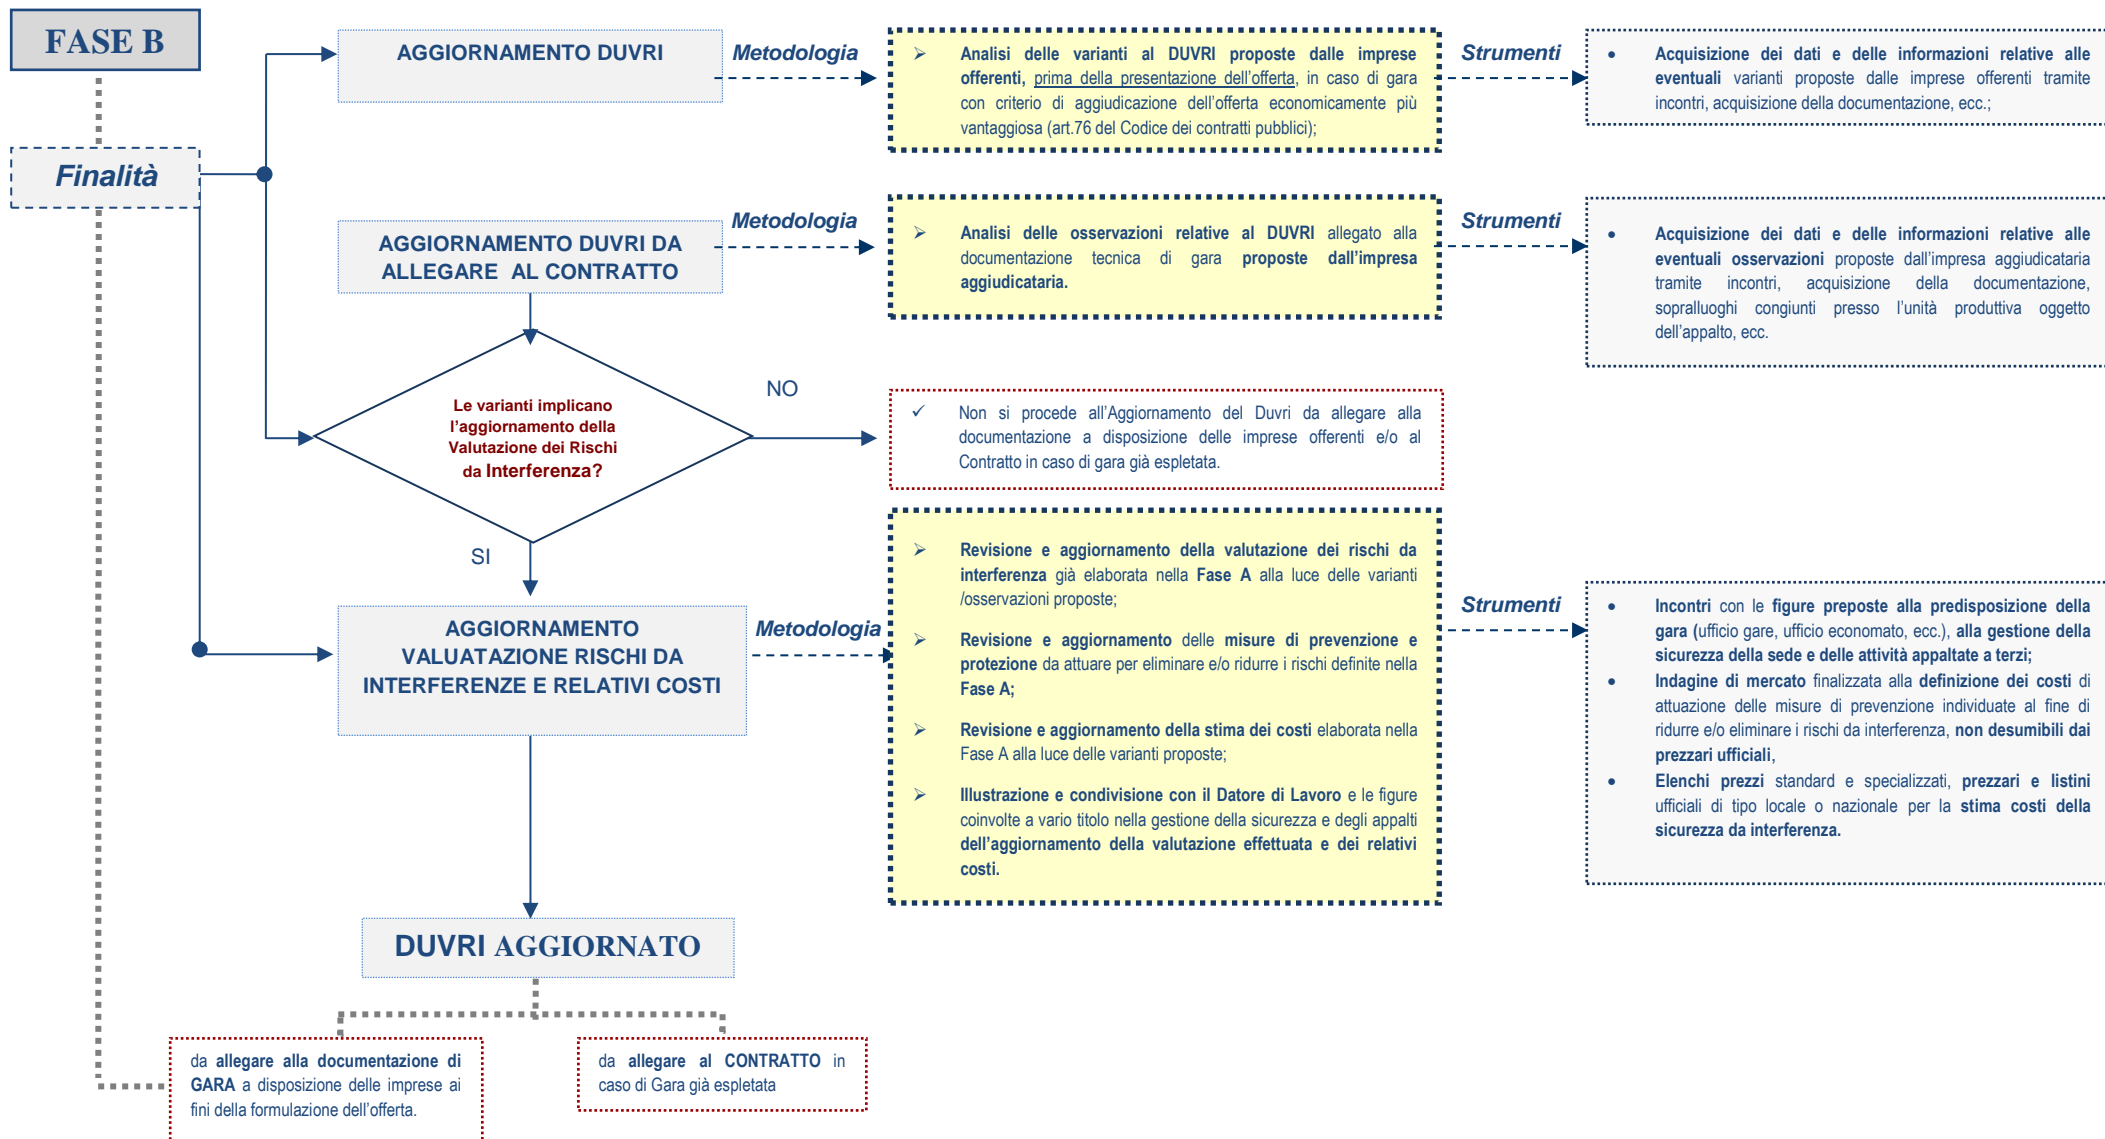 FASE B
Finalità
AGGIORNAMENTO DUVRI
Metodologia
➢ Analisi delle varianti al DUVRI proposte dalle imprese
offerenti, prima della presentazione dell'offerta, in caso di gara
con criterio di aggiudicazione dell'offerta economicamente più
vantaggiosa (art.76 del Codice dei contratti pubblici);
Strumenti
• Acquisizione dei dati e delle informazioni relative alle
eventuali varianti proposte dalle imprese offerenti tramite
incontri, acquisizione della documentazione, ecc.;
AGGIORNAMENTO DUVRI DA
ALLEGARE AL CONTRATTO
Metodologia
➢ Analisi delle osservazioni relative al DUVRI allegato alla
documentazione tecnica di gara proposte dall'impresa
aggiudicataria.
Strumenti
• Acquisizione dei dati e delle informazioni relative alle
eventuali osservazioni proposte dall'impresa aggiudicataria
tramite incontri, acquisizione della documentazione,
sopralluoghi congiunti presso l'unità produttiva oggetto
dell'appalto, ecc.
Le varianti implicano
l'aggiornamento della
Valutazione dei Rischi
da Interferenza?
NO
✓ Non si procede all'Aggiornamento del Duvri da allegare alla
documentazione a disposizione delle imprese offerenti e/o al
Contratto in caso di gara già espletata.
SI
AGGIORNAMENTO
VALUATAZIONE RISCHI DA
INTERFERENZE E RELATIVI COSTI
Metodologia
➢ Revisione e aggiornamento della valutazione dei rischi da
interferenza già elaborata nella Fase A alla luce delle varianti
/osservazioni proposte;
➢ Revisione e aggiornamento delle misure di prevenzione e
protezione da attuare per eliminare e/o ridurre i rischi definite nella
Fase A;
➢ Revisione e aggiornamento della stima dei costi elaborata nella
Fase A alla luce delle varianti proposte;
➢ Illustrazione e condivisione con il Datore di Lavoro e le figure
coinvolte a vario titolo nella gestione della sicurezza e degli appalti
dell'aggiornamento della valutazione effettuata e dei relativi
costi.
Strumenti
• Incontri con le figure preposte alla predisposizione della
gara (ufficio gare, ufficio economato, ecc.), alla gestione della
sicurezza della sede e delle attività appaltate a terzi;
• Indagine di mercato finalizzata alla definizione dei costi di
attuazione delle misure di prevenzione individuate al fine di
ridurre e/o eliminare i rischi da interferenza, non desumibili dai
prezzari ufficiali,
• Elenchi prezzi standard e specializzati, prezzari e listini
ufficiali di tipo locale o nazionale per la stima costi della
sicurezza da interferenza.
DUVRI AGGIORNATO
da allegare alla documentazione di
GARA a disposizione delle imprese ai
fini della formulazione dell'offerta.
da allegare al CONTRATTO in
caso di Gara già espletata